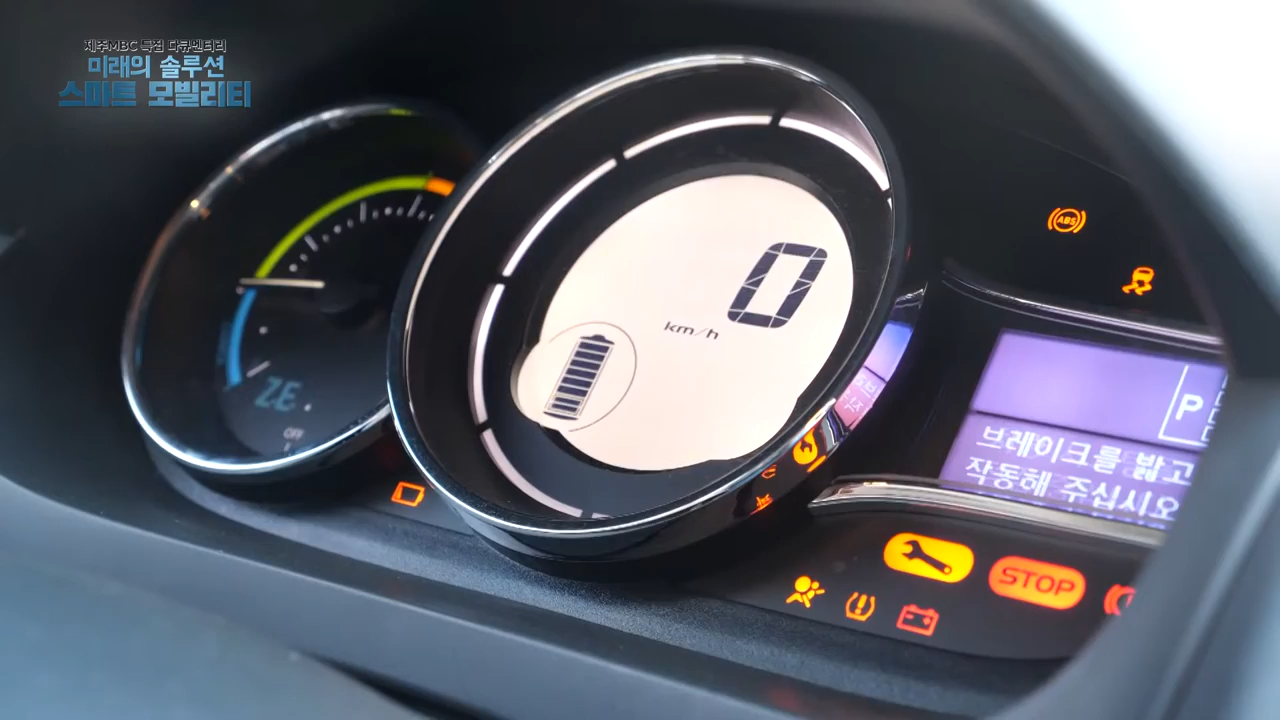 제주MBC 특집 다큐멘터리
미래의 솔루션
스마트 모빌리티
0
km/h
ZE
OFF
ABS
P
브레이크를 밟고
작동해 주십시오
STOP